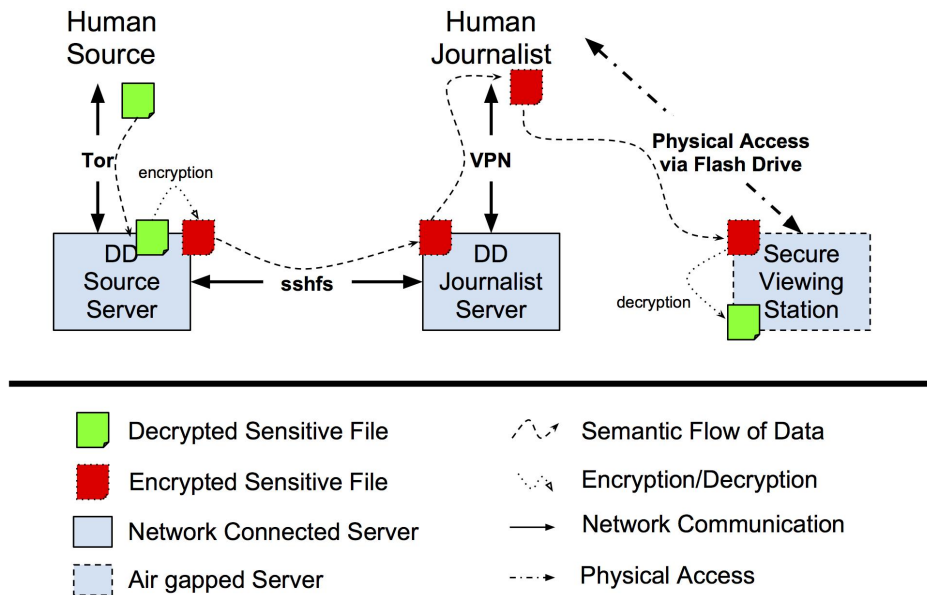 Human
Source
Human
Journalist
Tor
encryption
VPN
Physical Access
via Flash Drive
DD
Source
Server
sshfs
DD
Journalist
Server
decryption
Secure
Viewing
Station
Decrypted Sensitive File
Encrypted Sensitive File
Network Connected Server
Air gapped Server
Semantic Flow of Data
Encryption/Decryption
Network Communication
Physical Access